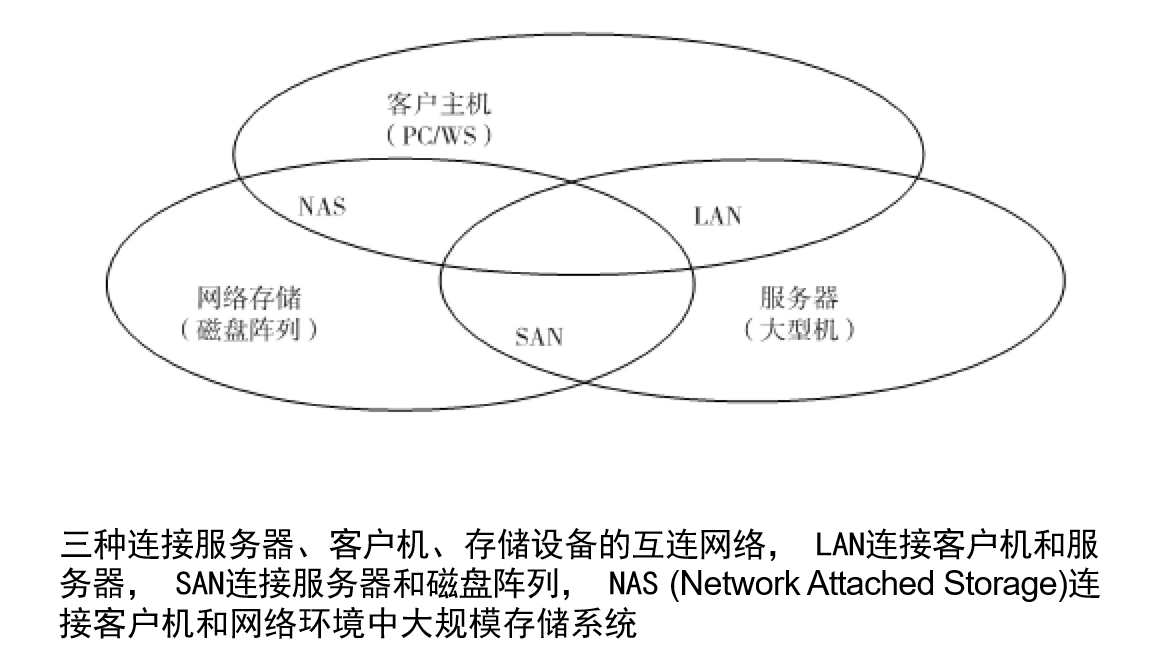 客户主机
（PC/WS）
NAS
LAN
网络存储
（磁盘阵列）
服务器
（大型机）
SAN
三种连接服务器、客户机、存储设备的互连网络， LAN连接客户机和服
务器， SAN连接服务器和磁盘阵列， NAS (Network Attached Storage)连
接客户机和网络环境中大规模存储系统